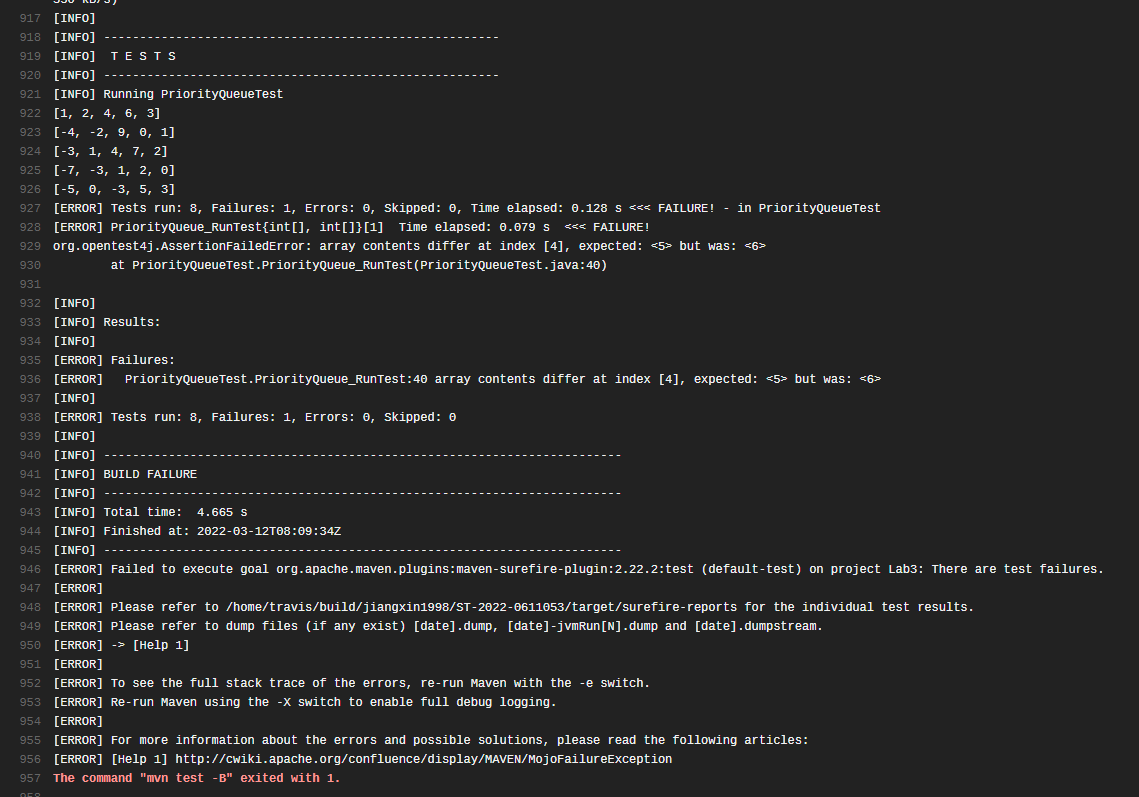 550 kB/s)
917 [INFO]
918 [INFO] -------------------------------------------------------
919 [INFO]  T E S T S
920 [INFO] -------------------------------------------------------
921 [INFO] Running PriorityQueueTest
922 [1, 2, 4, 6, 3]
923 [-4, -2, 9, 0, 1]
924 [-3, 1, 4, 7, 2]
925 [-7, -3, 1, 2, 0]
926 [-5, 0, -3, 5, 3]
927 [ERROR] Tests run: 8, Failures: 1, Errors: 0, Skipped: 0, Time elapsed: 0.128 s <<< FAILURE! - in PriorityQueueTest
928 [ERROR] PriorityQueue_RunTest{int[], int[]}[1]  Time elapsed: 0.079 s  <<< FAILURE!
929 org.opentest4j.AssertionFailedError: array contents differ at index [4], expected: <5> but was: <6>
930         at PriorityQueueTest.PriorityQueue_RunTest(PriorityQueueTest.java:40)
931
932 [INFO]
933 [INFO] Results:
934 [INFO]
935 [ERROR] Failures:
936 [ERROR]   PriorityQueueTest.PriorityQueue_RunTest:40 array contents differ at index [4], expected: <5> but was: <6>
937 [INFO]
938 [ERROR] Tests run: 8, Failures: 1, Errors: 0, Skipped: 0
939 [INFO]
940 [INFO] ------------------------------------------------------------------------
941 [INFO] BUILD FAILURE
942 [INFO] ------------------------------------------------------------------------
943 [INFO] Total time:  4.665 s
944 [INFO] Finished at: 2022-03-12T08:09:34Z
945 [INFO] ------------------------------------------------------------------------
946 [ERROR] Failed to execute goal org.apache.maven.plugins:maven-surefire-plugin:2.22.2:test (default-test) on project Lab3: There are test failures.
947 [ERROR]
948 [ERROR] Please refer to /home/travis/build/jiangxin1998/ST-2022-0611053/target/surefire-reports for the individual test results.
949 [ERROR] Please refer to dump files (if any exist) [date].dump, [date]-jvmRun[N].dump and [date].dumpstream.
950 [ERROR] -> [Help 1]
951 [ERROR]
952 [ERROR] To see the full stack trace of the errors, re-run Maven with the -e switch.
953 [ERROR] Re-run Maven using the -X switch to enable full debug logging.
954 [ERROR]
955 [ERROR] For more information about the errors and possible solutions, please read the following articles:
956 [ERROR] [Help 1] http://cwiki.apache.org/confluence/display/MAVEN/MojoFailureException
957 The command "mvn test -B" exited with 1.
958